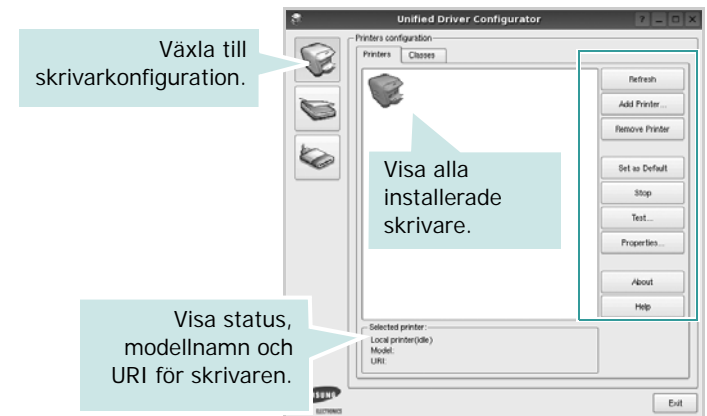 Unified Driver Configurator
Växla till
skrivarkonfiguration.
Printers configuration
Printers
Classes
Refresh
Add Printer...
Remove Printer
Set as Default
Stop
Test...
Properties...
About
Help
Visa alla
installerade
skrivare.
Visa status,
modellnamn och
URI för skrivaren.
Selected printer:
Local printer(idle)
Model:
URI:
ELECTRONICS
Exit